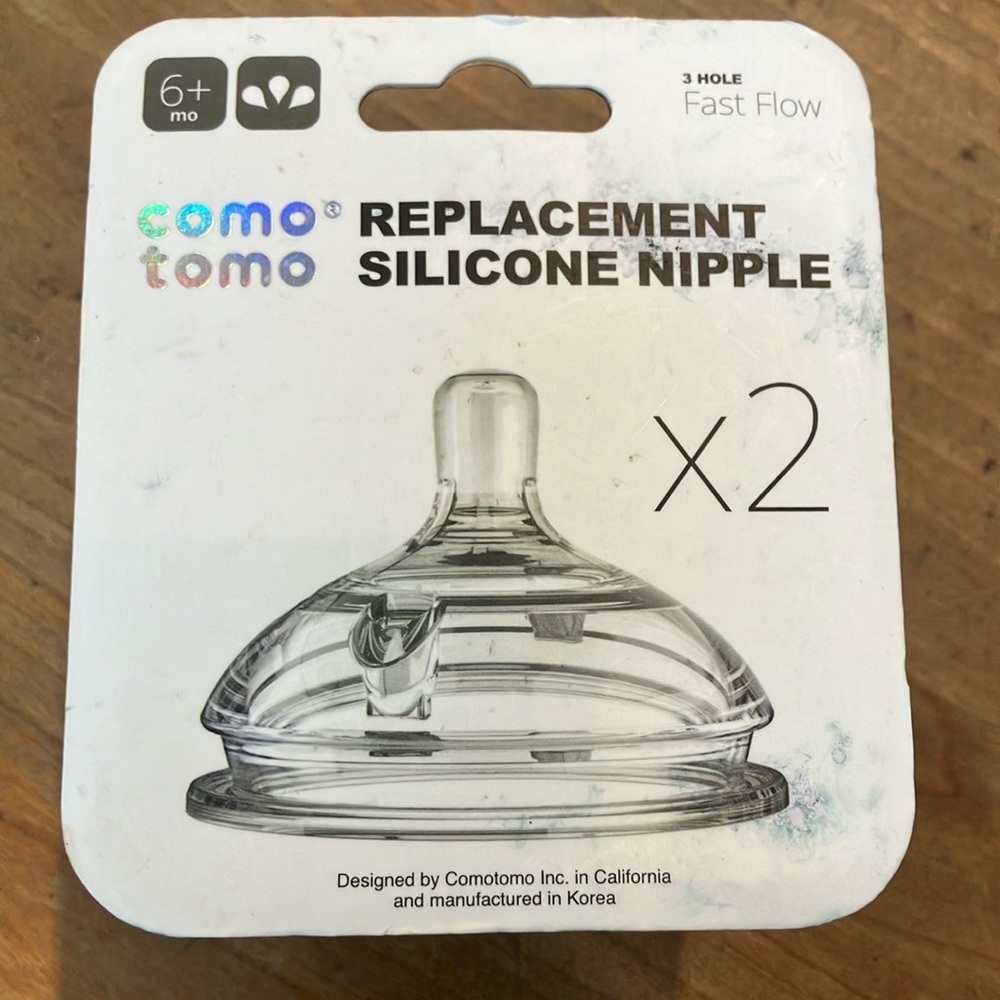 6+
mo
3 HOLE
Fast Flow
como®
tomo
REPLACEMENT
SILICONE NIPPLE
x2
Designed by Comotomo Inc. in California
and manufactured in Korea